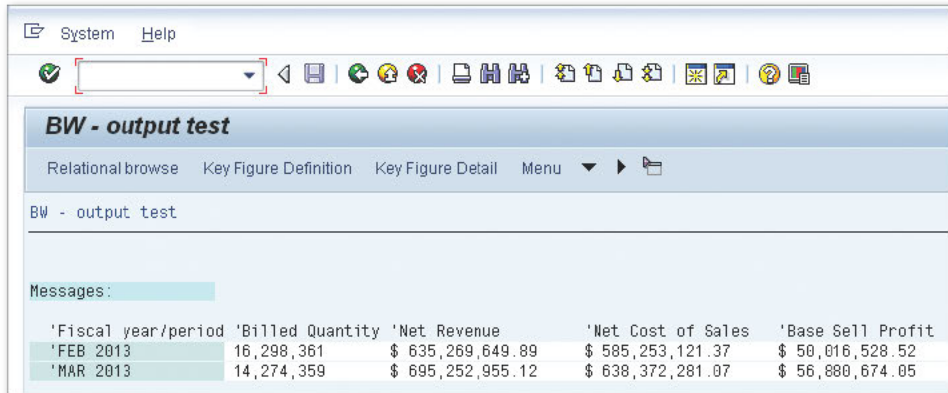 System Help
BW - output test
Relational browse Key Figure Definition Key Figure Detail Menu
BW - output test
Messages:
'Fiscal year/period 'Billed Quantity 'Net Revenue 'Net Cost of Sales 'Base Sell Profit
'FEB 2013 16,298,361 $ 635,269,649.89 $ 585,253,121.37 $ 50,016,528.52
'MAR 2013 14,274,359 $ 695,252,955.12 $ 638,372,281.07 $ 56,880,674.05